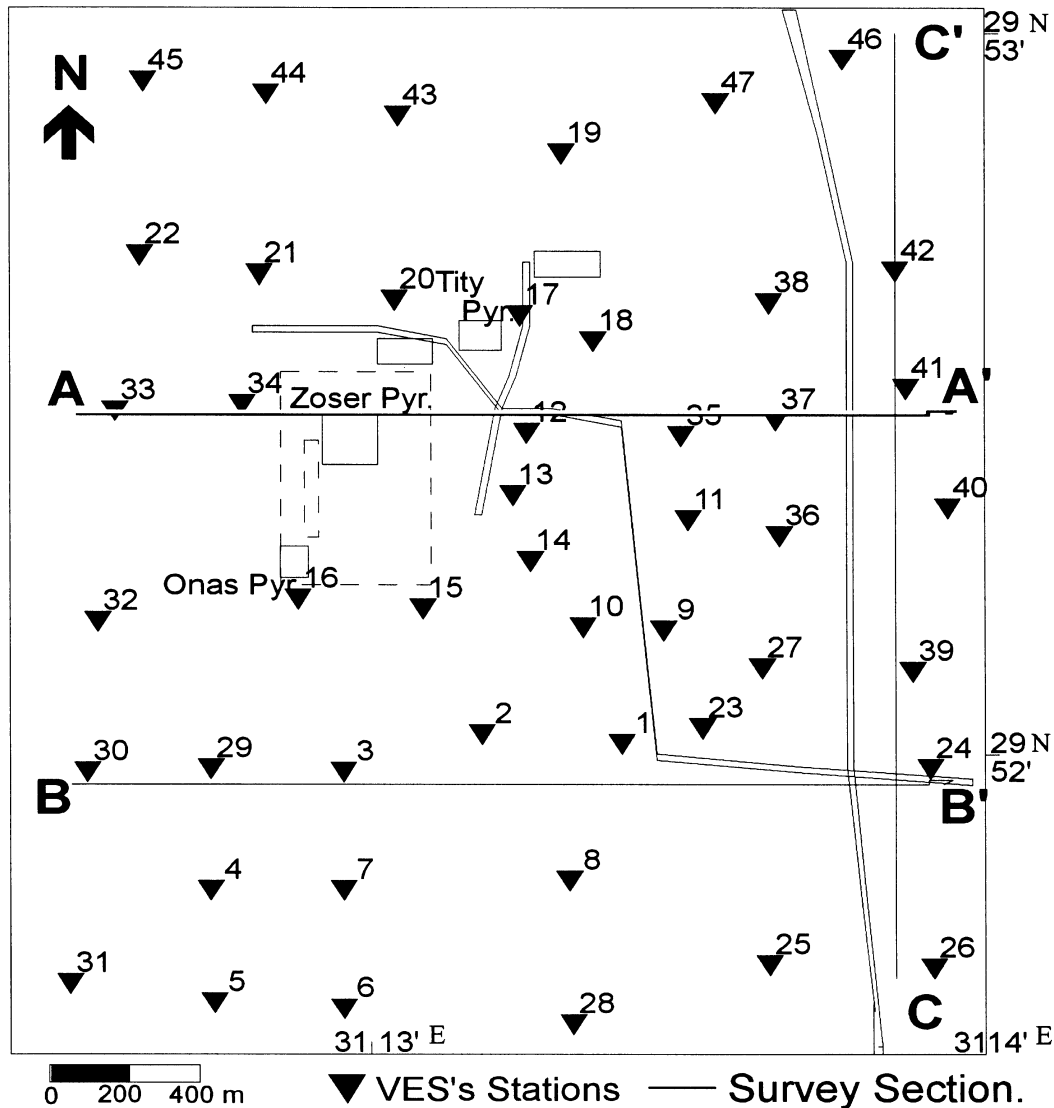 29 N
C' 53'
46
45 N 44 47
43
19
22 21 42
20 Tity 17 38
Pyr. 18
A 33 34 Zoser Pyr. 41 A'
12 35 37
13 40
11 36
14
Onas Pyr. 16 15
32 10 9
27 39
2 1 23
30 29 3 24 29 N
52'
B B'
4 7 8
25 26
31 5 6 28 C
31 13' E 31 14' E
0 200 400 m VES's Stations Survey Section.